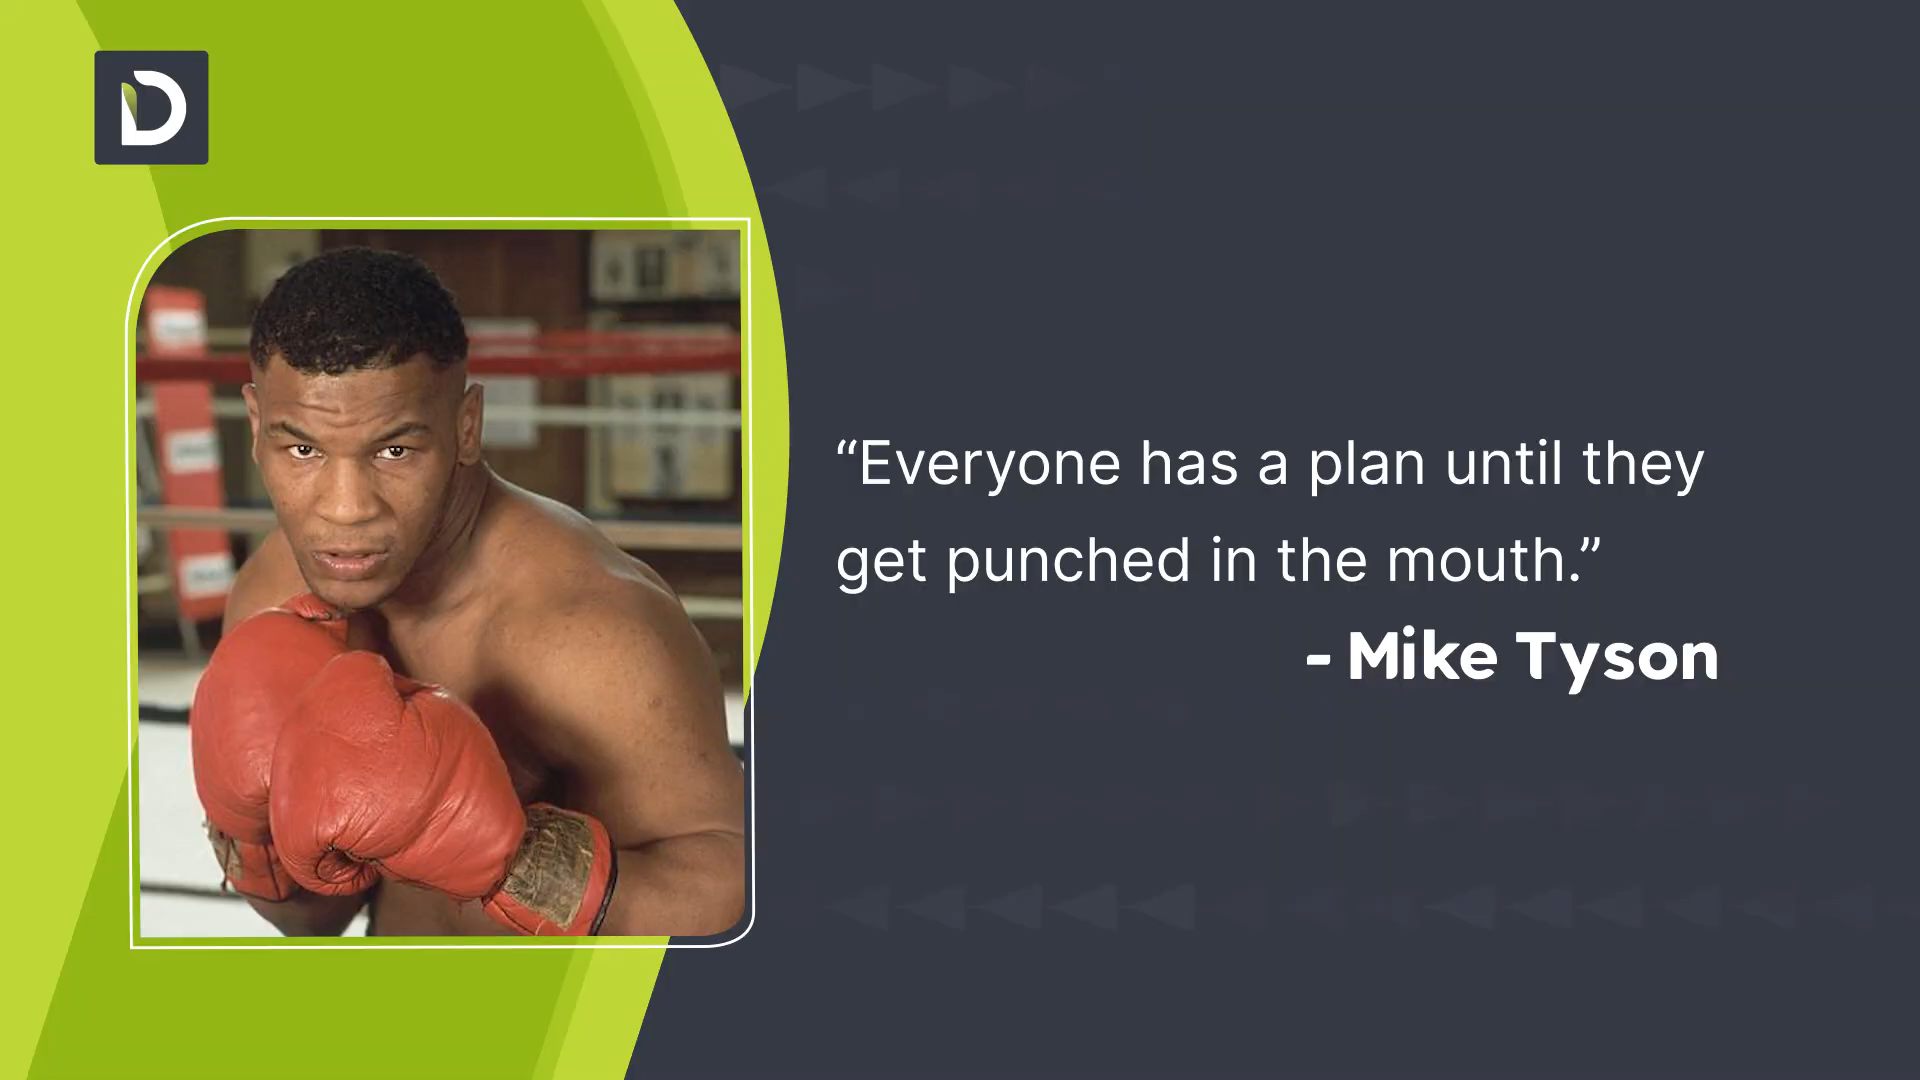 “Everyone has a plan until they
get punched in the mouth.”
- Mike Tyson